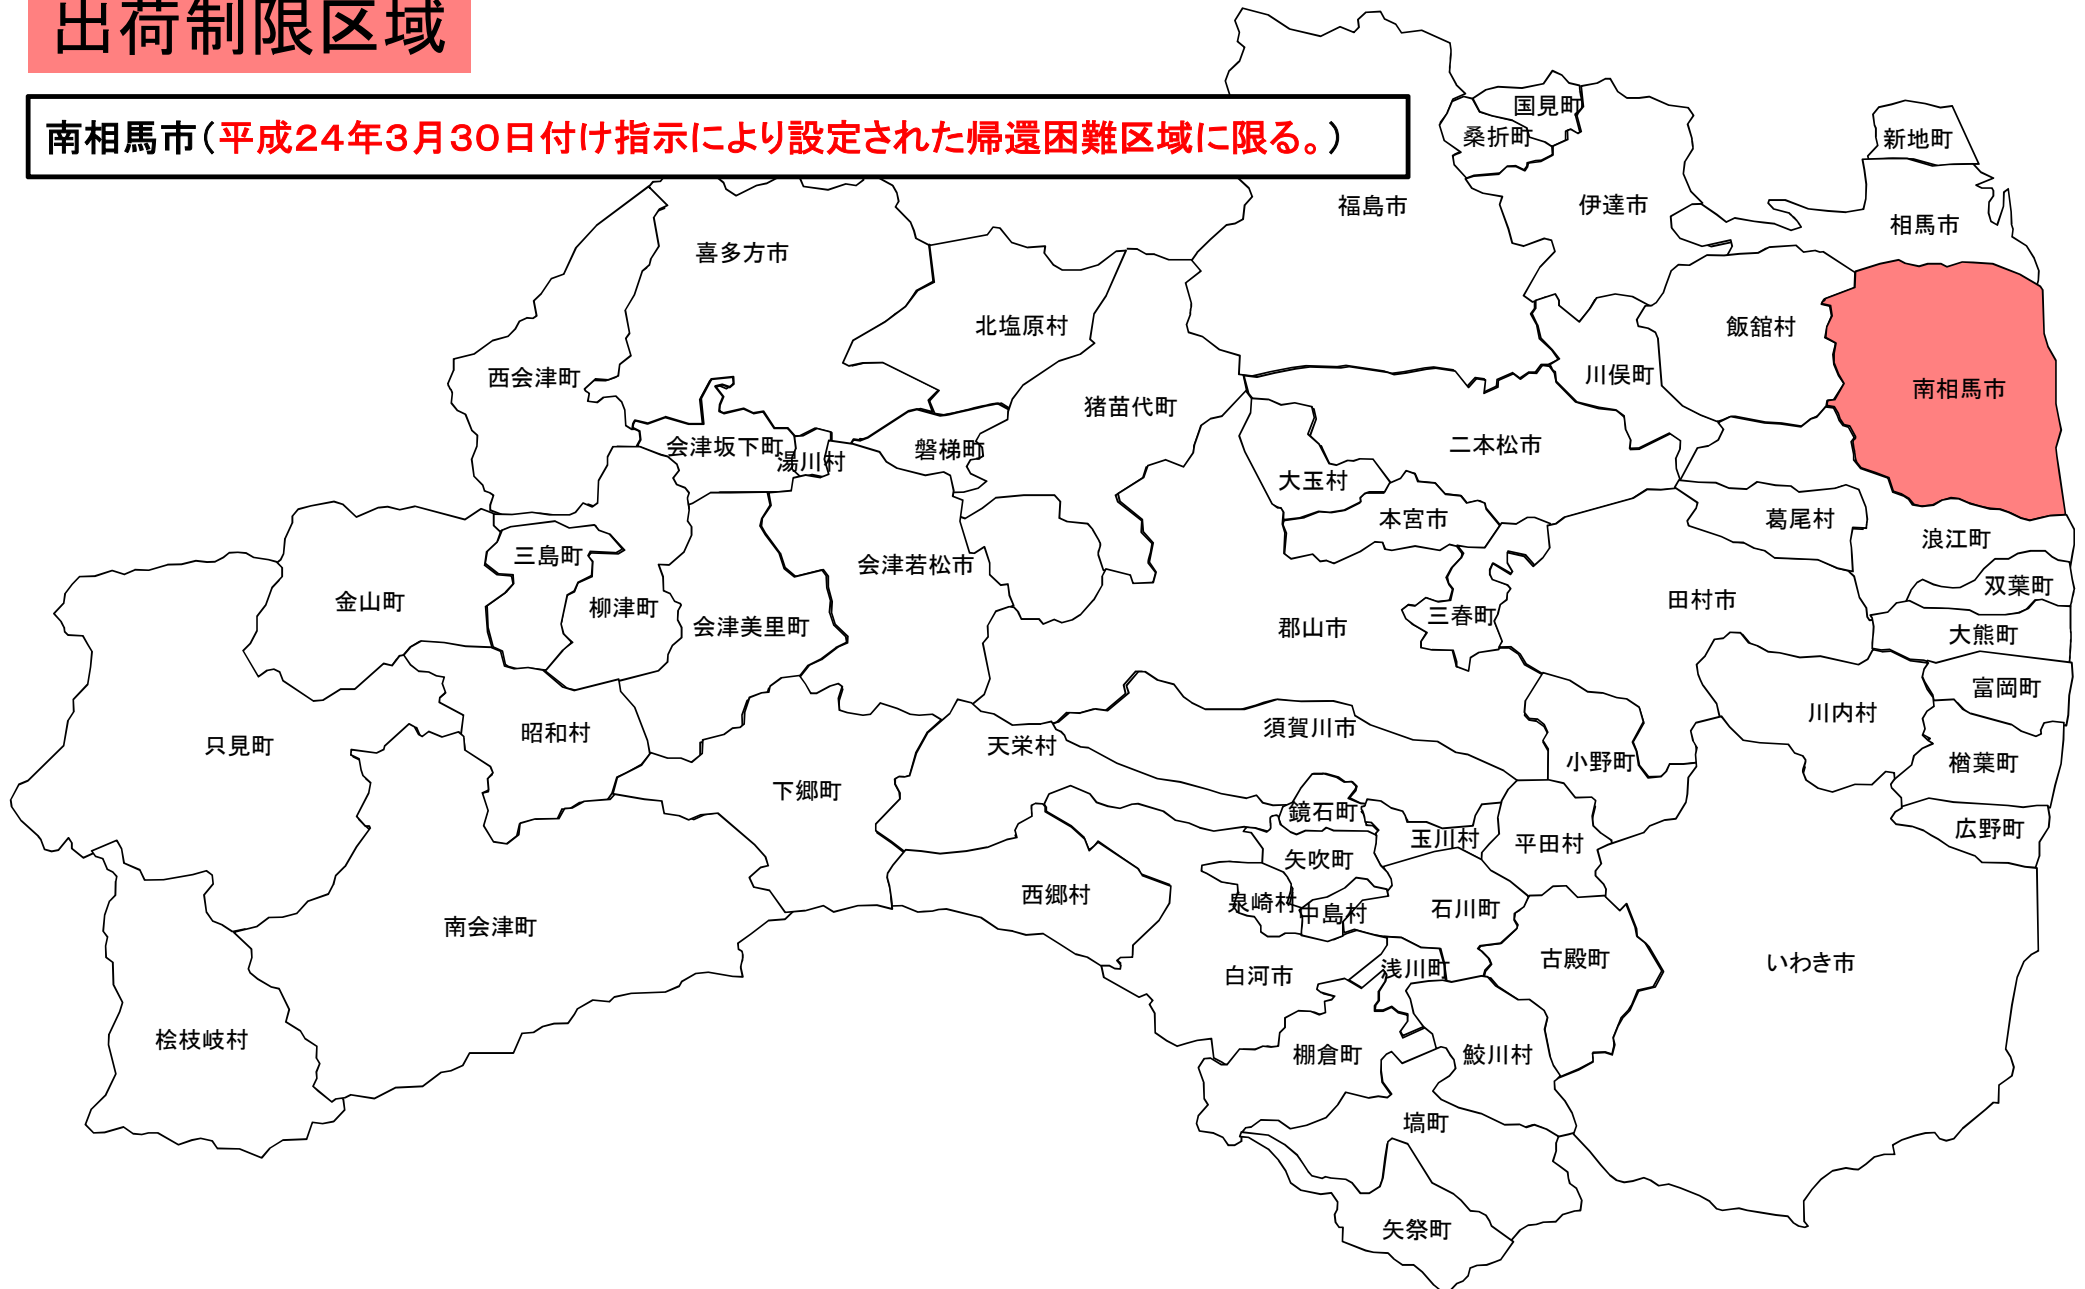 出荷制限区域
南相馬市(平成24年3月30日付け指示により設定された帰還困難区域に限る。)
国見町
桑折町
新地町
福島市
伊達市
相馬市
喜多方市
北塩原村
飯舘村
西会津町
川俣町
南相馬市
猪苗代町
会津坂下町
湯川村
磐梯町
二本松市
大玉村
本宮市
葛尾村
浪江町
三島町
会津若松市
双葉町
金山町
柳津町
会津美里町
郡山市
三春町
田村市
大熊町
富岡町
川内村
只見町
昭和村
天栄村
須賀川市
小野町
楢葉町
下郷町
鏡石町
玉川村
平田村
広野町
矢吹町
西郷村
泉崎村
中島村
石川町
南会津町
古殿町
いわき市
白河市
浅川町
桧枝岐村
棚倉町
鮫川村
塙町
矢祭町